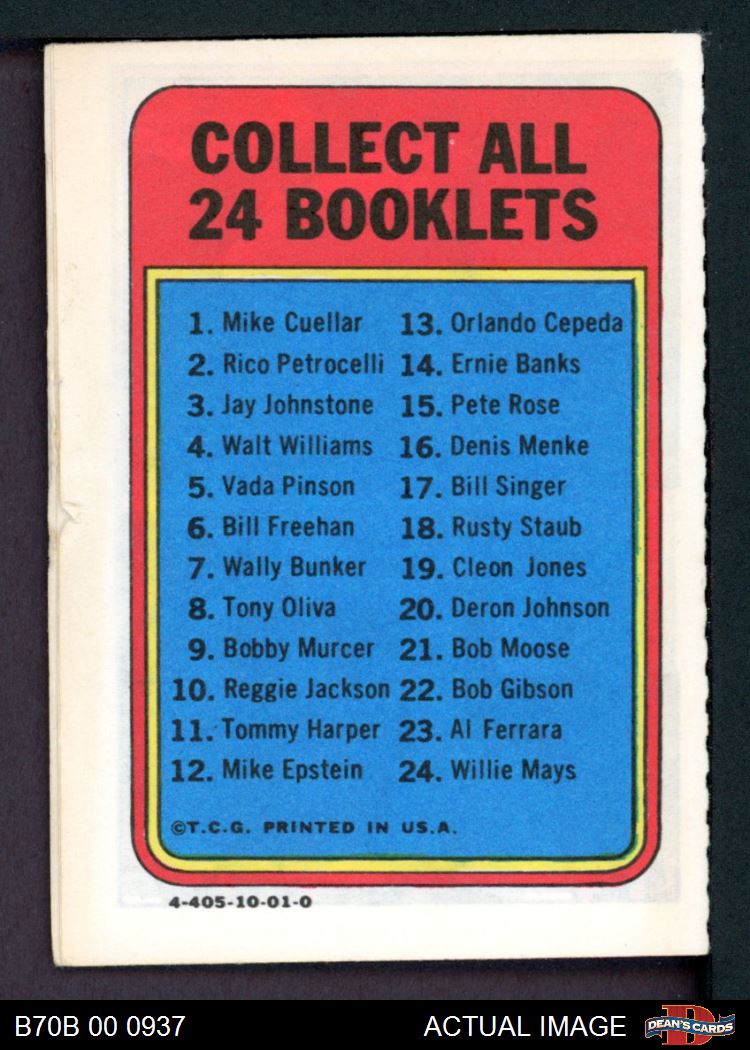 COLLECT ALL
24 BOOKLETS
1. Mike Cuellar
2. Rico Petrocelli
3. Jay Johnstone
4. Walt Williams
5. Vada Pinson
6. Bill Freehan
7. Wally Bunker
8. Tony Oliva
9. Bobby Murcer
10. Reggie Jackson
11. Tommy Harper
12. Mike Epstein
13. Orlando Cepeda
14. Ernie Banks
15. Pete Rose
16. Denis Menke
17. Bill Singer
18. Rusty Staub
19. Cleon Jones
20. Deron Johnson
21. Bob Moose
22. Bob Gibson
23. Al Ferrara
24. Willie Mays
©T.C.G. PRINTED IN U.S.A.
4-405-10-01-0
B70B 00 0937
ACTUAL IMAGE
D
DEAN'S CARDS